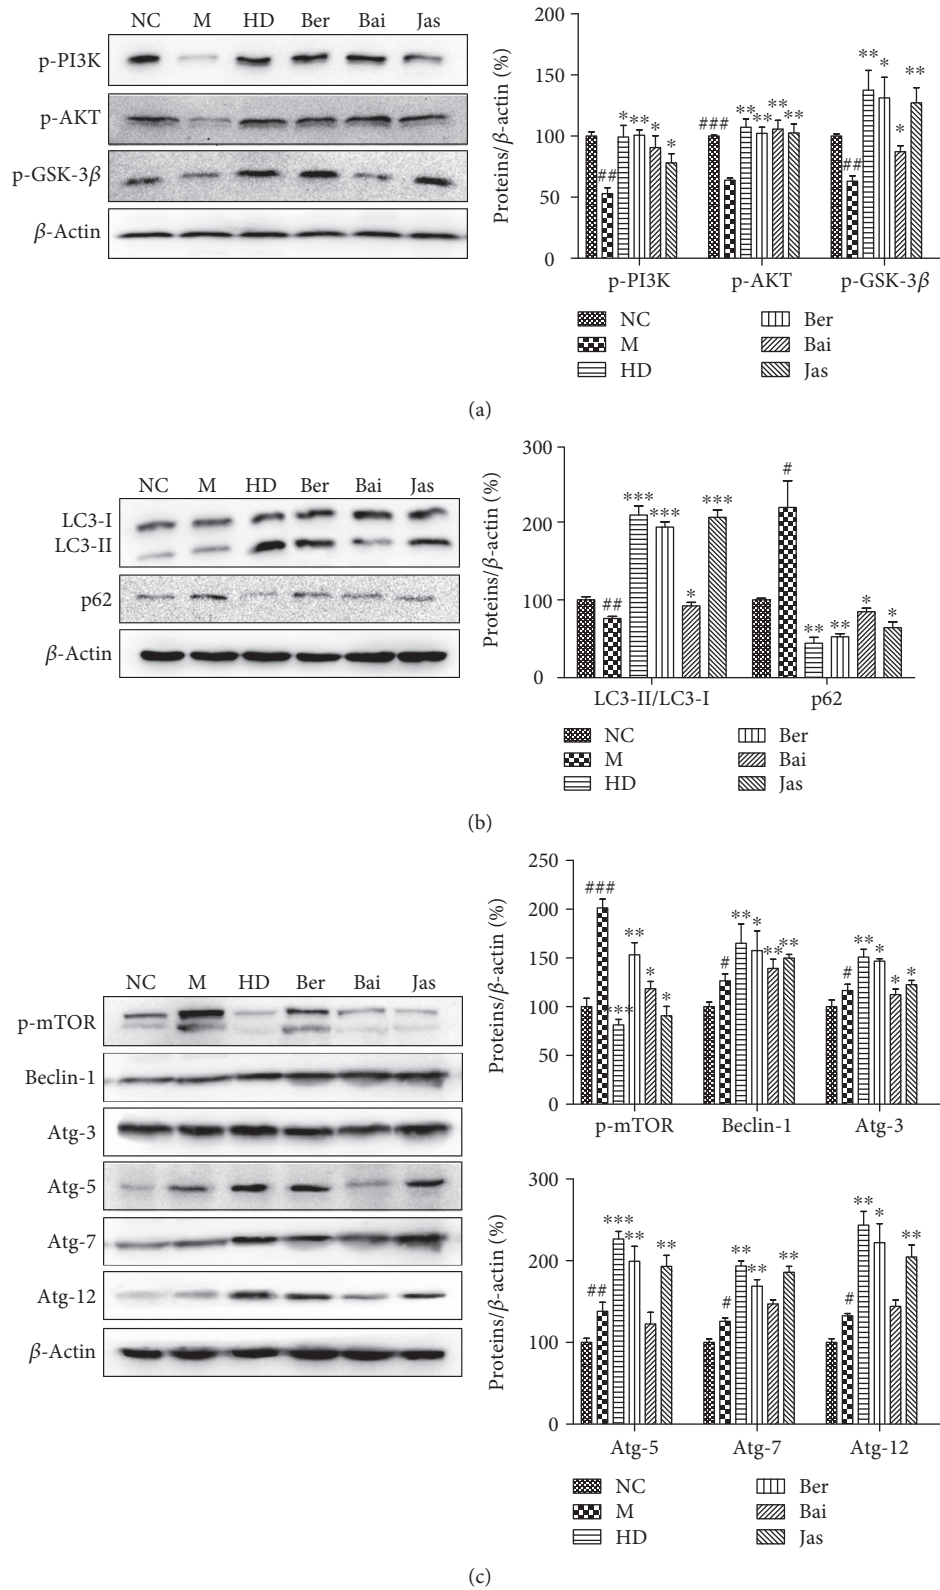 NC M HD Ber Bai Jas
p-PI3K
p-AKT
p-GSK-3β
β-Actin
Proteins/β-actin (%)
200
150
100
50
0
## * ** * *
### ** ** ** **
## ** * * **
p-PI3K p-AKT p-GSK-3β
NC Ber
M Bai
HD Jas
(a)
NC M HD Ber Bai Jas
LC3-I
LC3-II
p62
β-Actin
Proteins/β-actin (%)
300
200
100
0
## *** *** * ***
# ** ** * *
LC3-II/LC3-I p62
NC Ber
M Bai
HD Jas
(b)
NC M HD Ber Bai Jas
p-mTOR
Beclin-1
Atg-3
Atg-5
Atg-7
Atg-12
β-Actin
Proteins/β-actin (%)
250
200
150
100
50
0
### *** ** * *
# ** * ** **
# ** * * *
p-mTOR Beclin-1 Atg-3
Proteins/β-actin (%)
300
200
100
0
## *** ** **
# ** ** **
# ** * **
Atg-5 Atg-7 Atg-12
NC Ber
M Bai
HD Jas
(c)